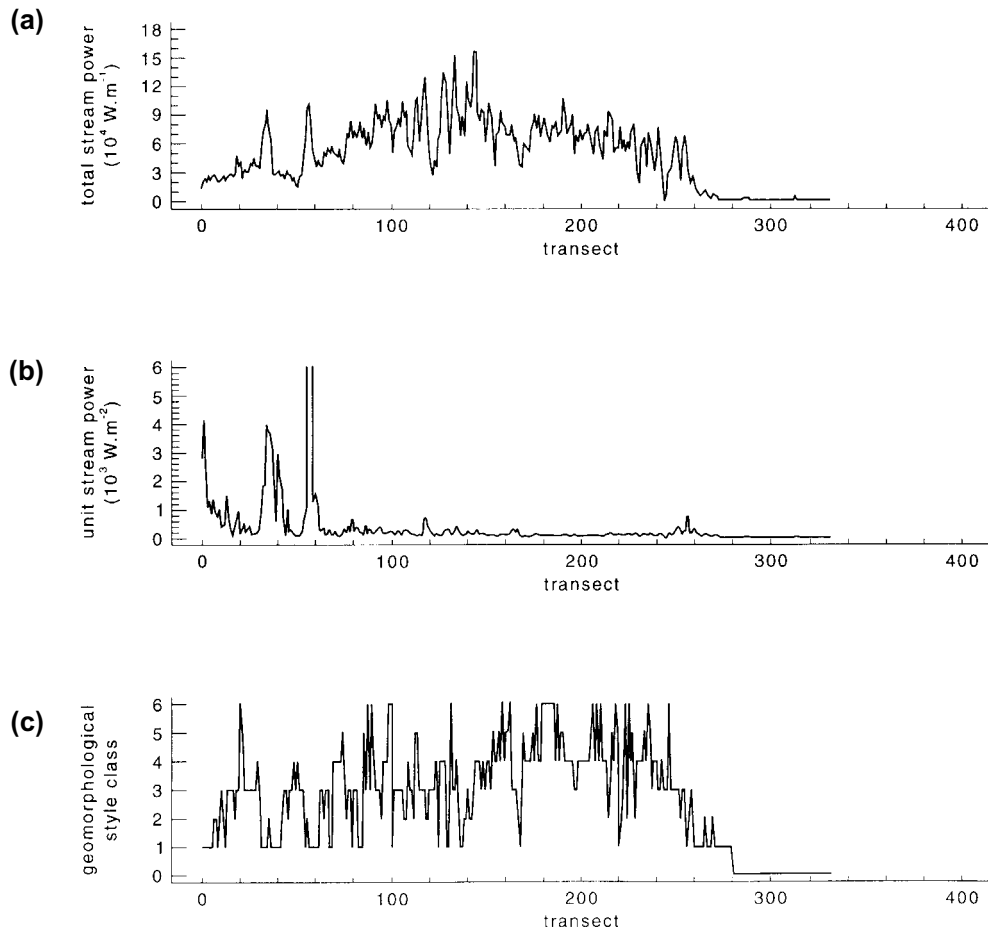 (a)
total stream power
(10⁴ W.m⁻¹)
18
15
12
9
6
3
0
0 100 200 300 400
transect
(b)
unit stream power
(10³ W.m⁻²)
6
5
4
3
2
1
0
0 100 200 300 400
transect
(c)
geomorphological
style class
6
5
4
3
2
1
0
0 100 200 300 400
transect